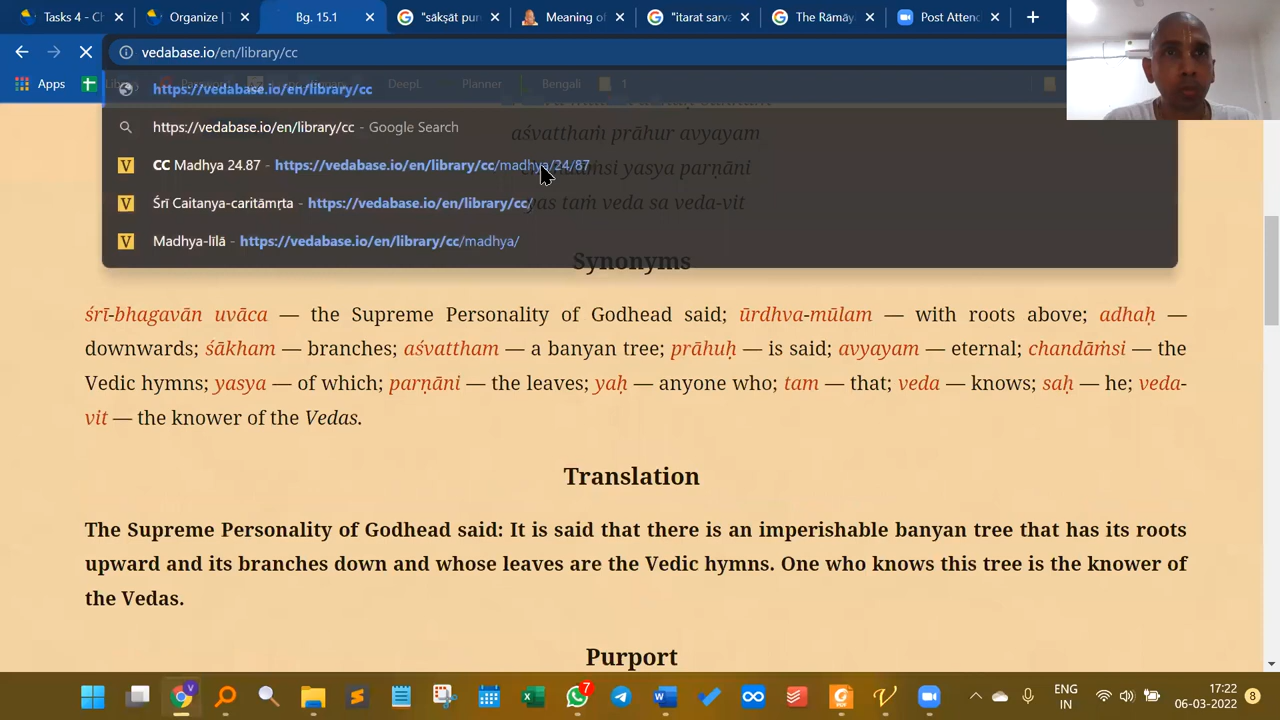 Tasks 4 - Ch
Organize | T
Bg. 15.1
"sākṣāt pur
Meaning of
"itarat sarva
The Rāmāy
Post Attend
vedabase.io/en/library/cc
Apps
Planner
Bengali
1
https://vedabase.io/en/library/cc
https://vedabase.io/en/library/cc - Google Search
aśvatthaṁ prāhur avyayam
CC Madhya 24.87 - https://vedabase.io/en/library/cc/madhya/24/87
yasya parṇāni
Śrī Caitanya-caritāmṛta - https://vedabase.io/en/library/cc/
yas taṁ veda sa veda-vit
Madhya-līlā - https://vedabase.io/en/library/cc/madhya/
Synonyms
śrī-bhagavān uvāca — the Supreme Personality of Godhead said; ūrdhva-mūlam — with roots above; adhaḥ —
downwards; śākham — branches; aśvattham — a banyan tree; prāhuḥ — is said; avyayam — eternal; chandāṁsi — the
Vedic hymns; yasya — of which; parṇāni — the leaves; yaḥ — anyone who; tam — that; veda — knows; saḥ — he; veda-
vit — the knower of the Vedas.
Translation
The Supreme Personality of Godhead said: It is said that there is an imperishable banyan tree that has its roots
upward and its branches down and whose leaves are the Vedic hymns. One who knows this tree is the knower of
the Vedas.
Purport
7
ENG
IN
17:22
06-03-2022
8